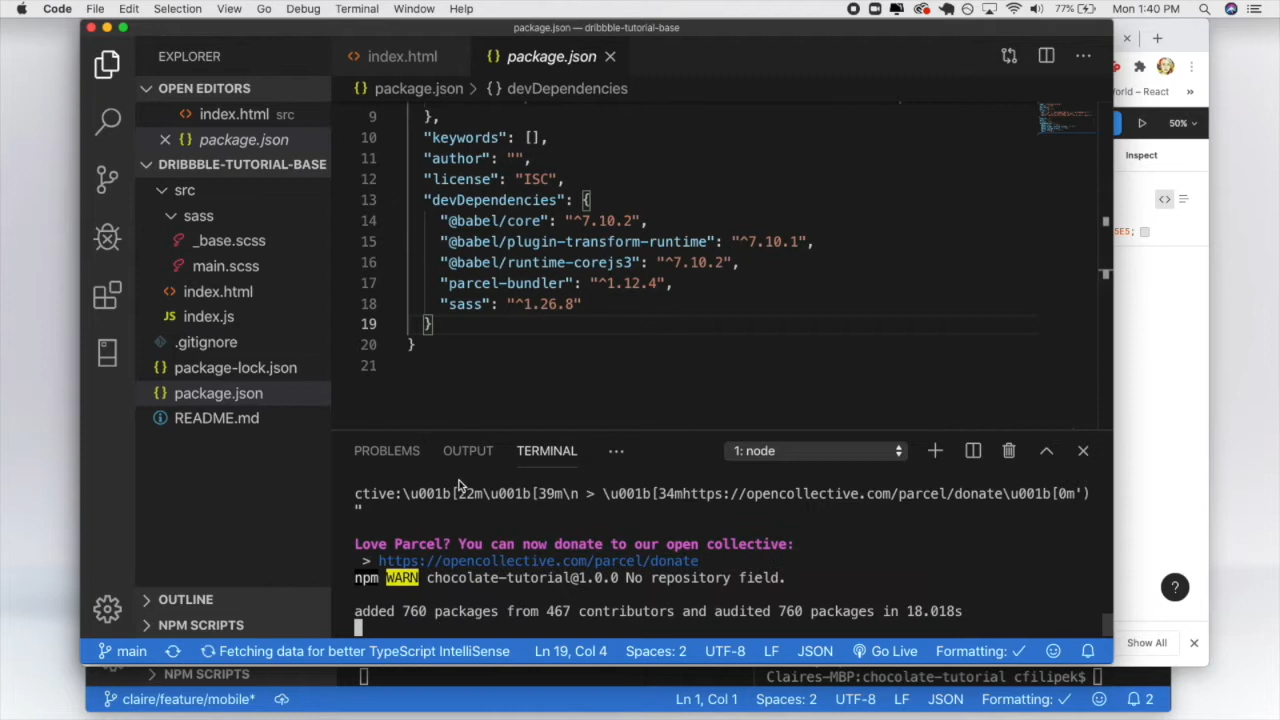 Code File Edit Selection View Go Debug Terminal Window Help 77% Mon 1:40 PM
package.json — dribbble-tutorial-base
EXPLORER
index.html
package.json
OPEN EDITORS
package.json
devDependencies
index.html src
package.json
DRIBBBLE-TUTORIAL-BASE
src
sass
_base.scss
main.scss
index.html
index.js
.gitignore
package-lock.json
package.json
README.md
OUTLINE
NPM SCRIPTS
9 },
10 "keywords": [],
11 "author": "",
12 "license": "ISC",
13 "devDependencies": {
14 "@babel/core": "^7.10.2",
15 "@babel/plugin-transform-runtime": "^7.10.1",
16 "@babel/runtime-corejs3": "^7.10.2",
17 "parcel-bundler": "^1.12.4",
18 "sass": "^1.26.8"
19 }
20 }
21
PROBLEMS OUTPUT TERMINAL 1: node
ctive:\u001b[22m\u001b[39m\n > \u001b[34mhttps://opencollective.com/parcel/donate\u001b[0m')
"
Love Parcel? You can now donate to our open collective:
> https://opencollective.com/parcel/donate
npm WARN chocolate-tutorial@1.0.0 No repository field.
added 760 packages from 467 contributors and audited 760 packages in 18.018s
main Fetching data for better TypeScript IntelliSense Ln 19, Col 4 Spaces: 2 UTF-8 LF JSON Go Live Formatting: ✓
NPM SCRIPTS
Claires-MBP:chocolate-tutorial cfilipek$
claire/feature/mobile* Ln 1, Col 1 Spaces: 2 UTF-8 LF JSON Formatting: ✓ 2
World – React
50%
Inspect
5E5;
?
Show All